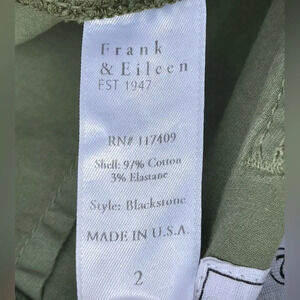 Frank
& Eileen
EST 1947
RN# 117409
Shell: 97% Cotton
3% Elastane
Style: Blackstone
MADE IN U.S.A.
2